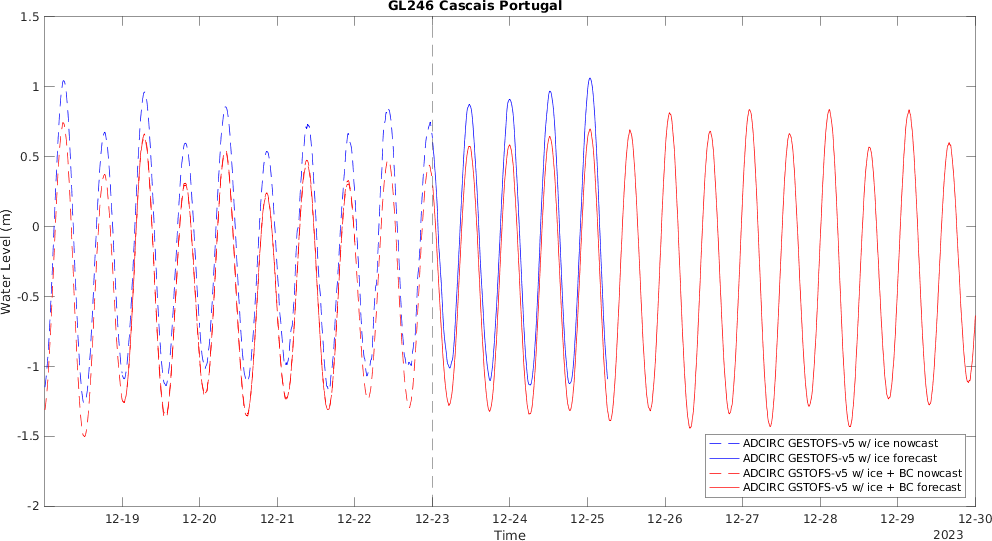 GL246 Cascais Portugal
1.5
1
0.5
0
-0.5
-1
-1.5
-2
Water Level (m)
ADCIRC GESTOFS-v5 w/ ice nowcast
ADCIRC GESTOFS-v5 w/ ice forecast
ADCIRC GSTOFS-v5 w/ ice + BC nowcast
ADCIRC GSTOFS-v5 w/ ice + BC forecast
12-19 12-20 12-21 12-22 12-23 12-24 12-25 12-26 12-27 12-28 12-29 12-30
Time
2023